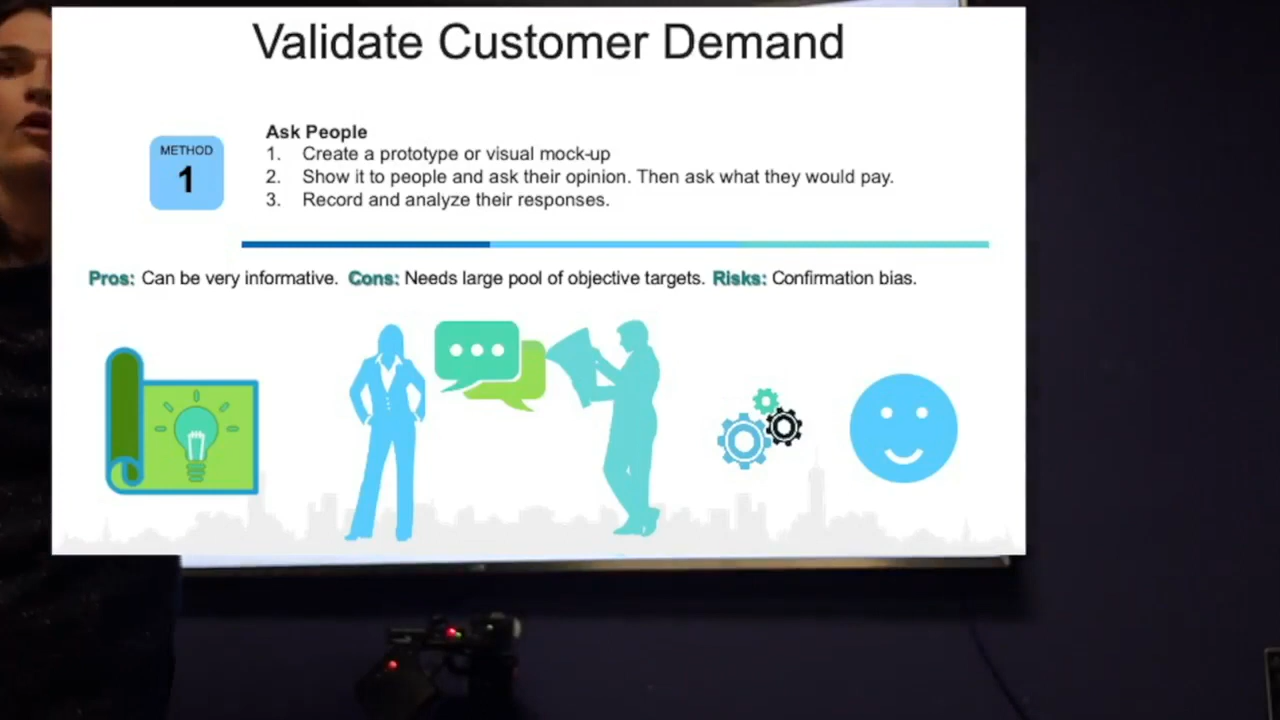 Validate Customer Demand
METHOD
1
Ask People
1. Create a prototype or visual mock-up
2. Show it to people and ask their opinion. Then ask what they would pay.
3. Record and analyze their responses.
Pros: Can be very informative. Cons: Needs large pool of objective targets. Risks: Confirmation bias.